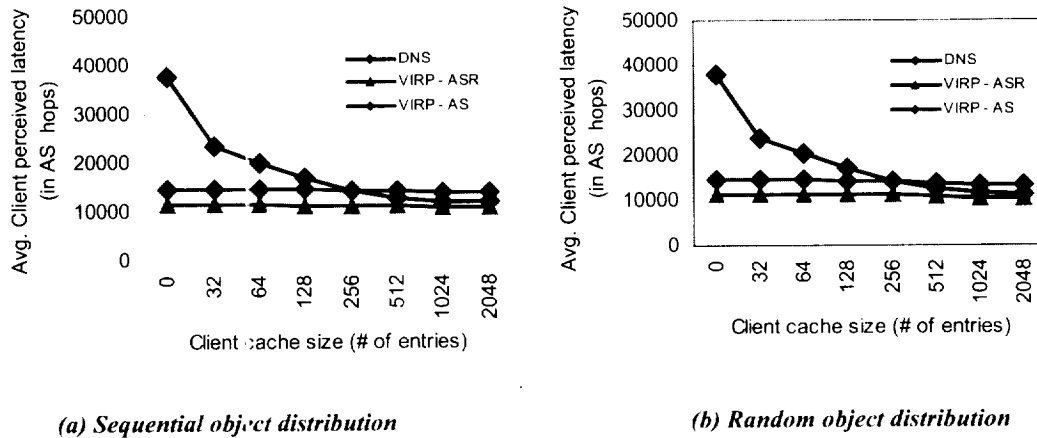 Avg. Client perceived latency
(in AS hops)
50000
40000
30000
20000
10000
0
DNS
VIRP - ASR
VIRP - AS
0
32
64
128
256
512
1024
2048
Client cache size (# of entries)
(a) Sequential object distribution
Avg. Client perceived latency
(in AS hops)
50000
40000
30000
20000
10000
0
DNS
VIRP - ASR
VIRP - AS
0
32
64
128
256
512
1024
2048
Client cache size (# of entries)
(b) Random object distribution